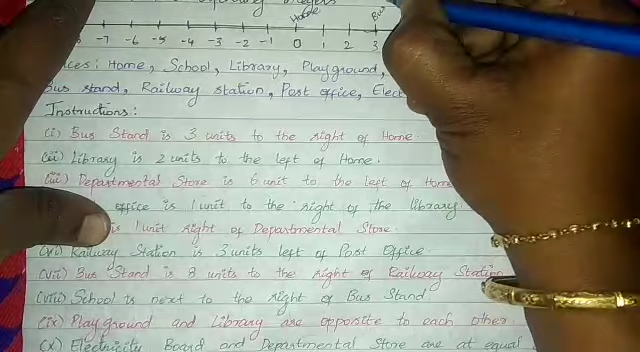 following integers
Home Bus
-7 -6 -5 -4 -3 -2 -1 0 1 2 3
Home, School, Library, Playground,
Bus stand, Railway station, Post office,
Instructions:
(i) Bus Stand is 3 units to the right of Home.
(ii) Library is 2 units to the left of Home.
(iii) Departmental Store is 6 unit to the left of Home
office is 1 unit to the right of the library
is 1 unit right of Departmental Store.
(vi) Railway Station is 3 units left of Post Office.
(vii) Bus Stand is 8 units to the right of Railway Station
(viii) School is next to the right of Bus Stand
(ix) Playground and Library are opposite to each other.
(x) Electricity Board and Departmental Store are at equal